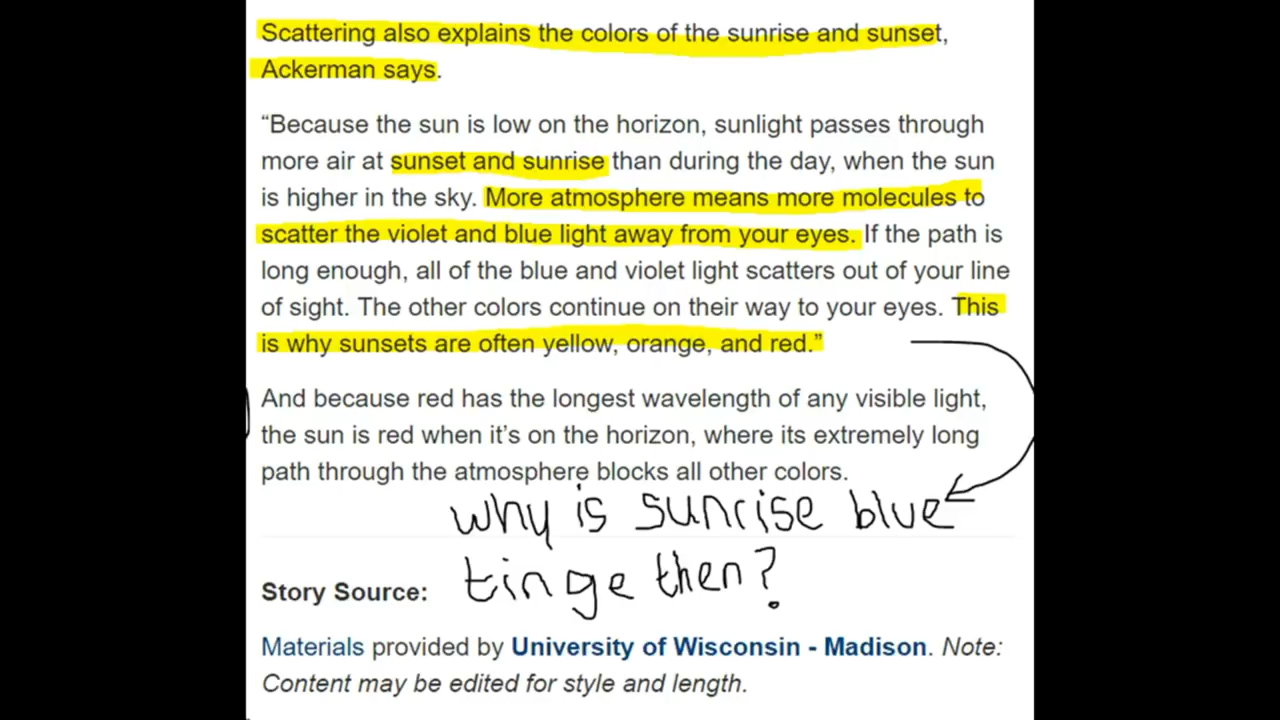 Scattering also explains the colors of the sunrise and sunset,
Ackerman says.
“Because the sun is low on the horizon, sunlight passes through
more air at sunset and sunrise than during the day, when the sun
is higher in the sky. More atmosphere means more molecules to
scatter the violet and blue light away from your eyes. If the path is
long enough, all of the blue and violet light scatters out of your line
of sight. The other colors continue on their way to your eyes. This
is why sunsets are often yellow, orange, and red.”
And because red has the longest wavelength of any visible light,
the sun is red when it’s on the horizon, where its extremely long
path through the atmosphere blocks all other colors.
why is sunrise blue
tinge then?
Story Source:
Materials provided by University of Wisconsin - Madison. Note:
Content may be edited for style and length.